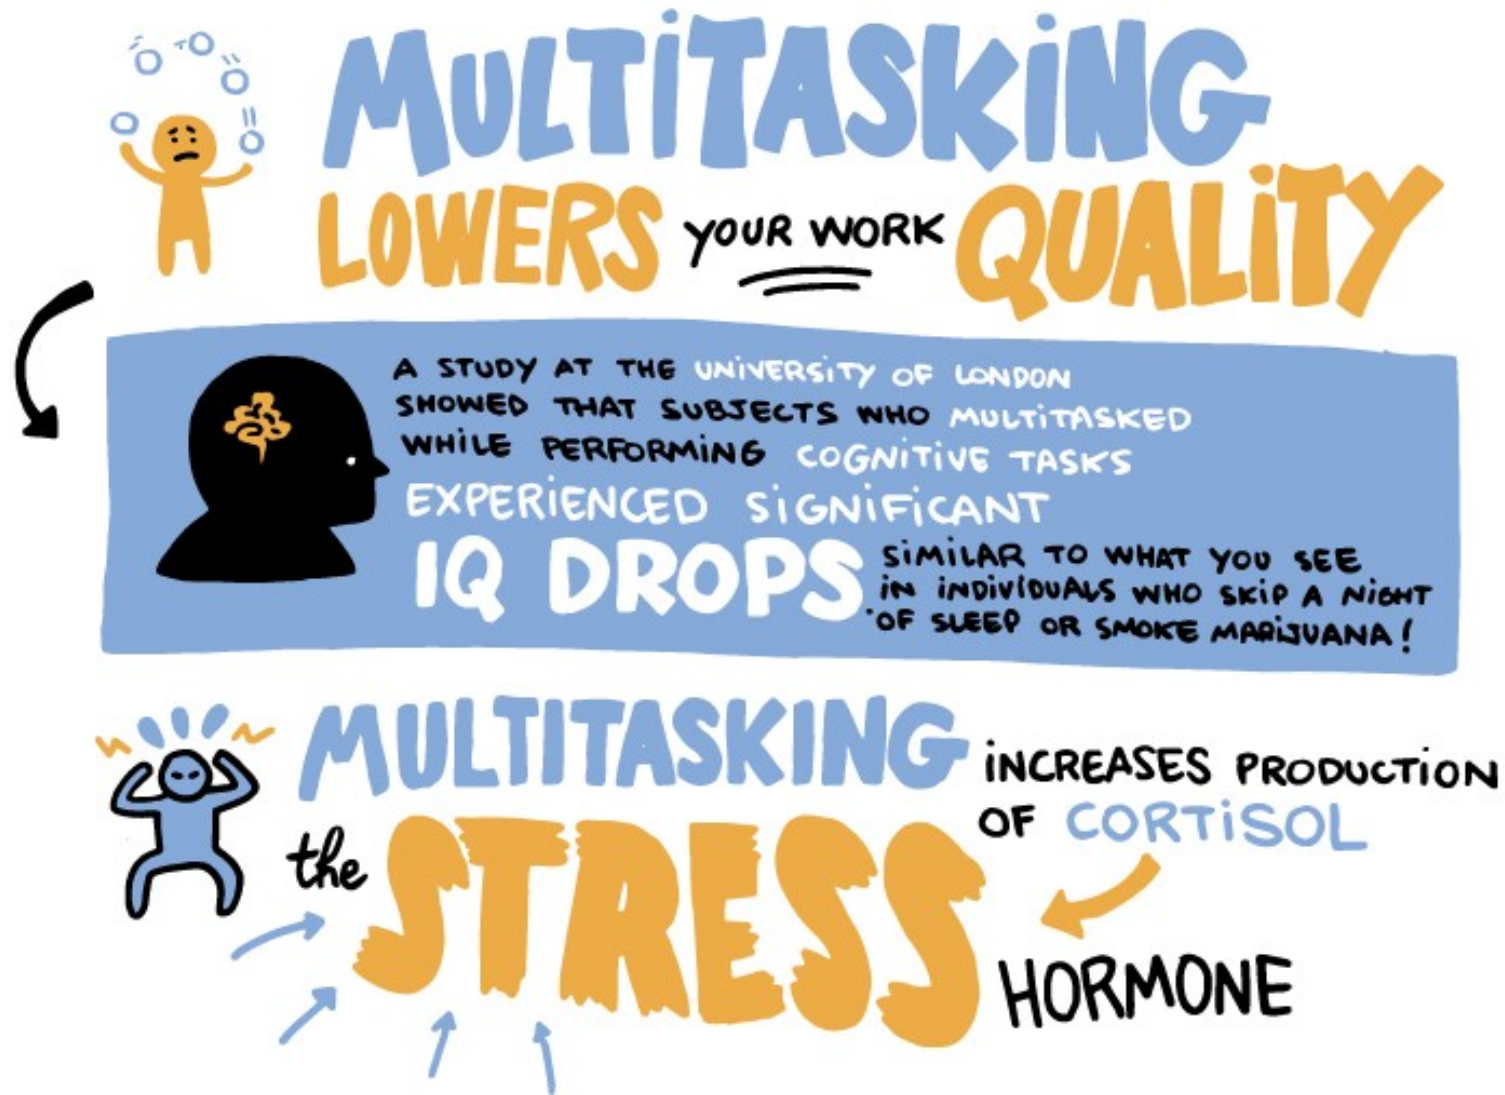 MULTITASKING
LOWERS YOUR WORK QUALITY
A STUDY AT THE UNIVERSITY OF LONDON
SHOWED THAT SUBJECTS WHO MULTITASKED
WHILE PERFORMING COGNITIVE TASKS
EXPERIENCED SIGNIFICANT
IQ DROPS
SIMILAR TO WHAT YOU SEE
IN INDIVIDUALS WHO SKIP A NIGHT
OF SLEEP OR SMOKE MARIJUANA!
MULTITASKING
INCREASES PRODUCTION
OF CORTISOL
the STRESS
HORMONE